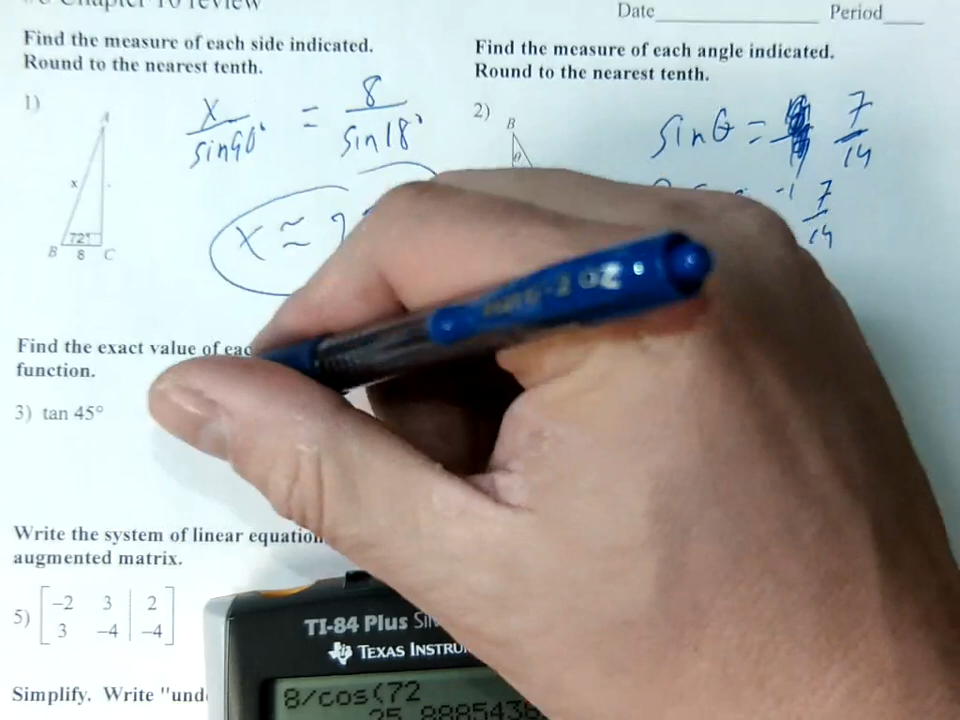 Chapter 10 review
Date Period
Find the measure of each side indicated.
Round to the nearest tenth.
1)
A
x
72°
B 8 C
x/sin90° = 8/sin18°
x ≈ 2
Find the measure of each angle indicated.
Round to the nearest tenth.
2)
B
θ
sinθ = 7/14
-1 7/14
Find the exact value of eac
function.
3) tan 45°
Write the system of linear equation
augmented matrix.
5) [ -2 3 | 2
3 -4 | -4 ]
Simplify. Write "und
TI-84 Plus
TEXAS INSTRU
8/cos(72
25.8885438